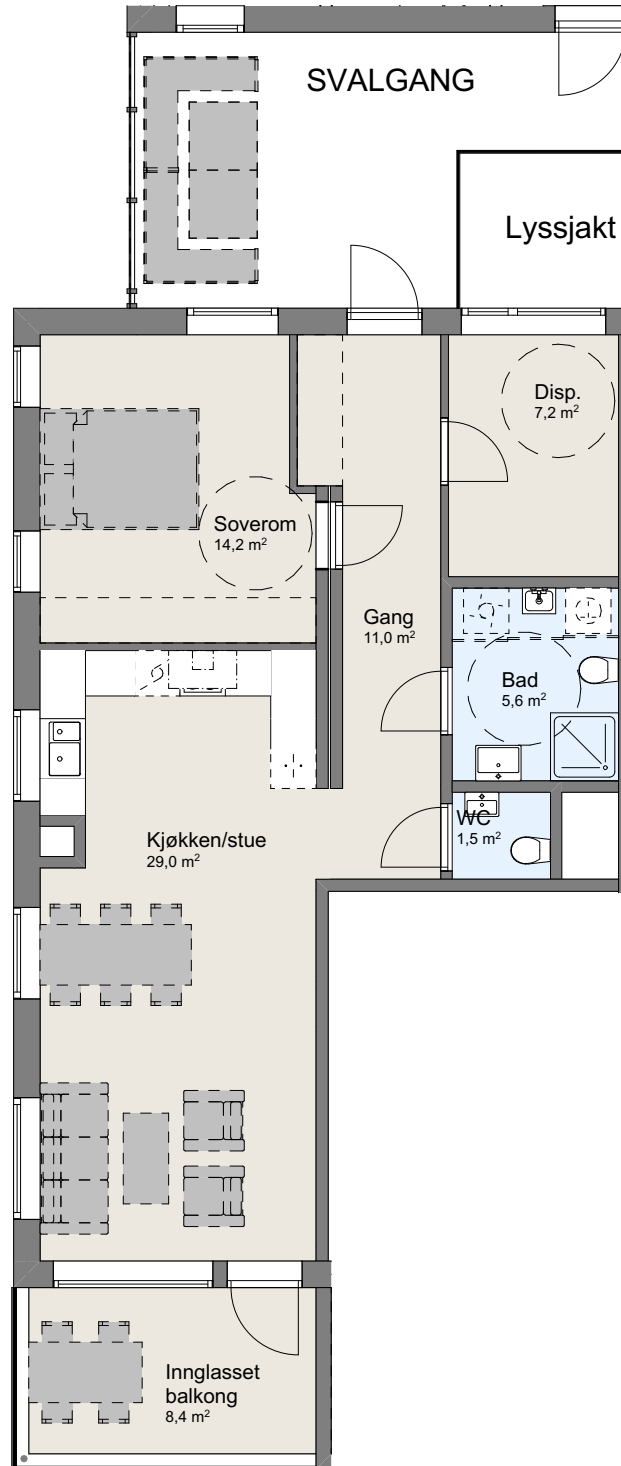 SVALGANG
Lyssjakt
Disp.
7,2 m²
Soverom
14,2 m²
Gang
11,0 m²
Bad
5,6 m²
WC
1,5 m²
Kjøkken/stue
29,0 m²
Innglasset
balkong
8,4 m²